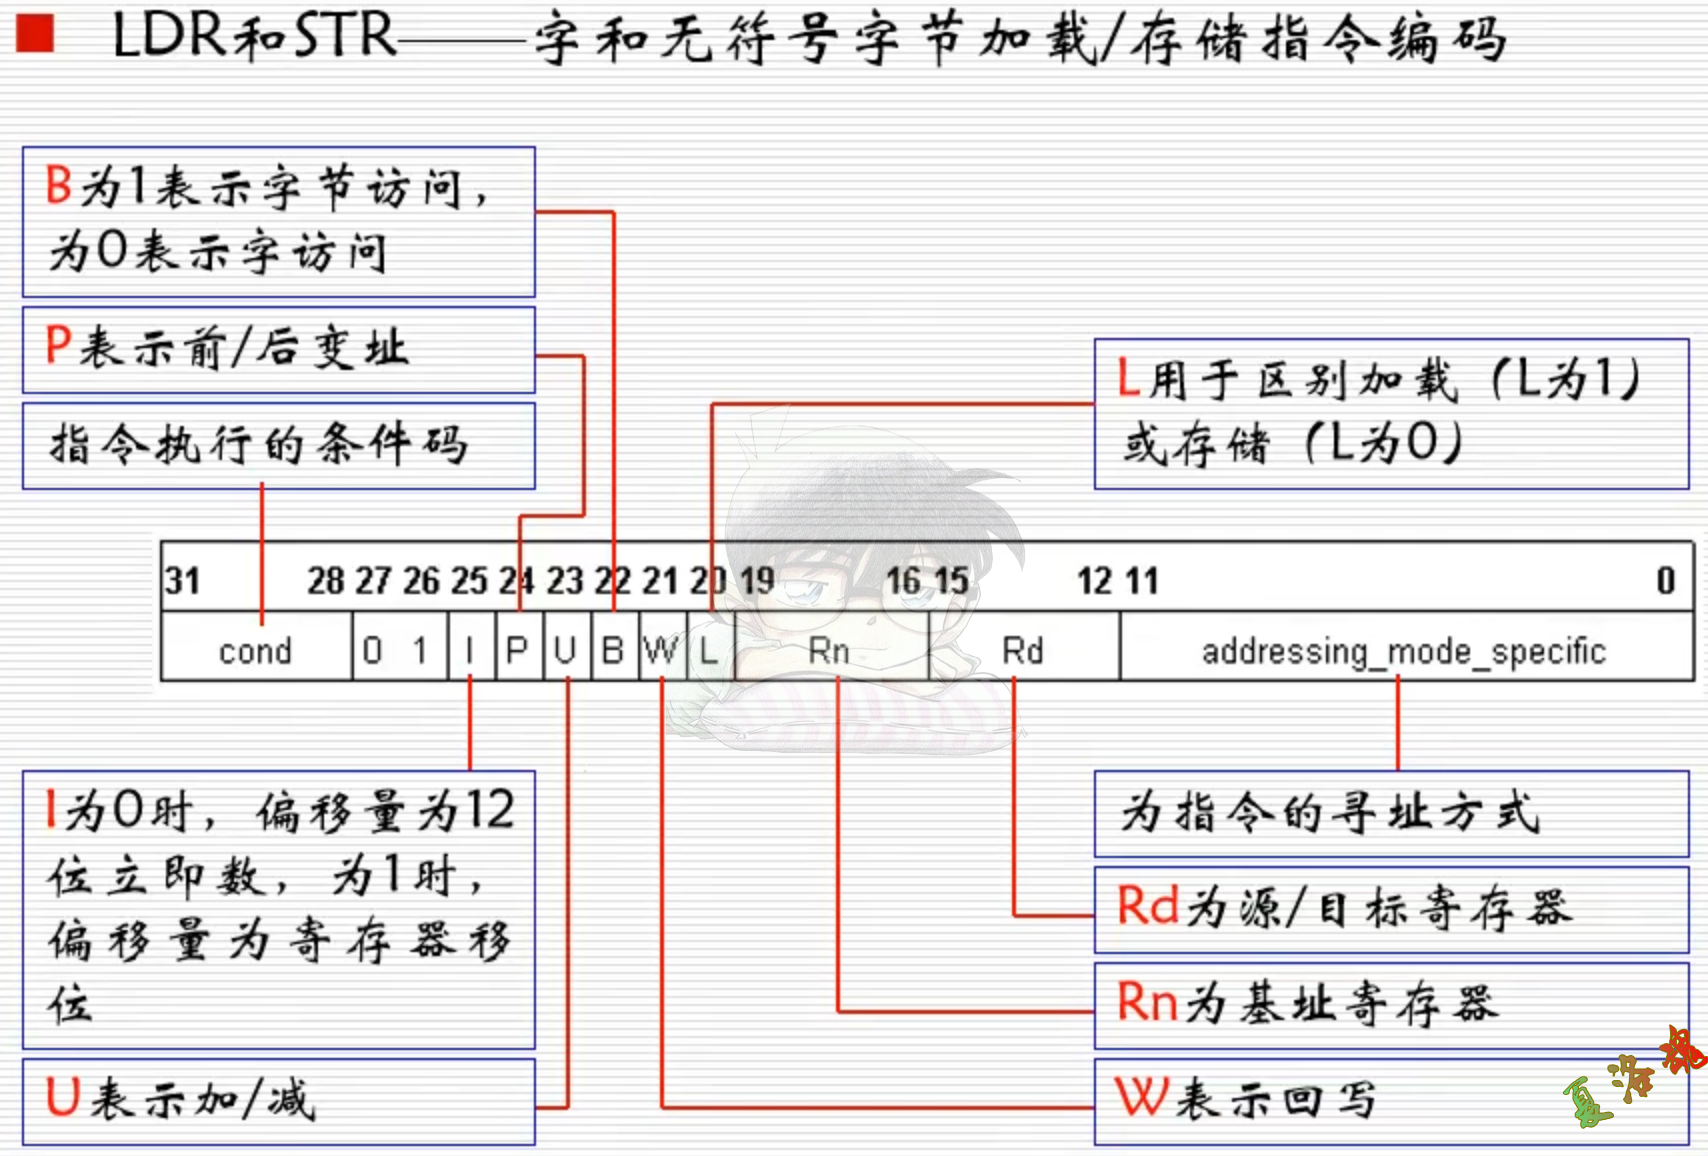 LDR和STR——字和无符号字节加载/存储指令编码
B为1表示字节访问，
为0表示字访问
P表示前/后变址
指令执行的条件码
L用于区别加载（L为1）
或存储（L为0）
31 28 27 26 25 24 23 22 21 20 19 16 15 12 11 0
cond 0 1 I P U B W L Rn Rd addressing_mode_specific
I为0时，偏移量为12
位立即数，为1时，
偏移量为寄存器移
位
U表示加/减
为指令的寻址方式
Rd为源/目标寄存器
Rn为基址寄存器
W表示回写